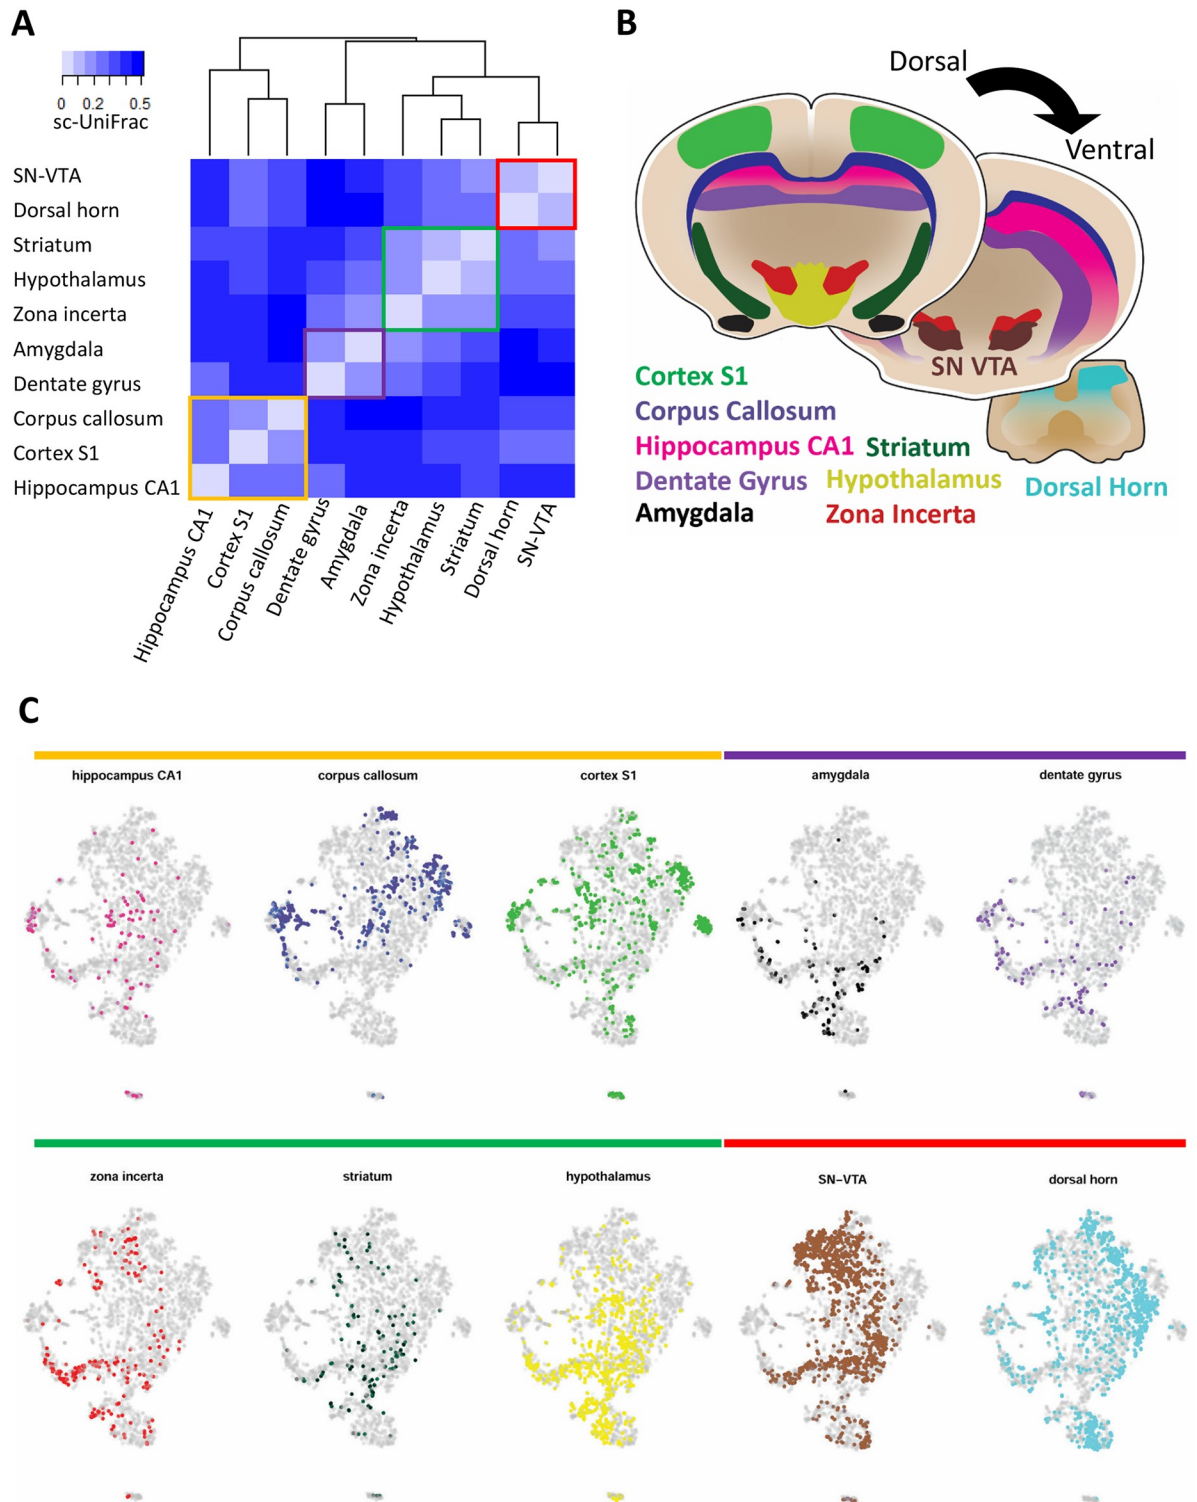 A
0 0.2 0.5
sc-UniFrac
SN-VTA
Dorsal horn
Striatum
Hypothalamus
Zona incerta
Amygdala
Dentate gyrus
Corpus callosum
Cortex S1
Hippocampus CA1
Hippocampus CA1
Cortex S1
Corpus callosum
Dentate gyrus
Amygdala
Zona incerta
Hypothalamus
Striatum
Dorsal horn
SN-VTA
B
Dorsal
Ventral
SN VTA
Cortex S1
Corpus Callosum
Hippocampus CA1 Striatum
Dentate Gyrus Hypothalamus Dorsal Horn
Amygdala Zona Incerta
C
hippocampus CA1 corpus callosum cortex S1 amygdala dentate gyrus
zona incerta striatum hypothalamus SN−VTA dorsal horn